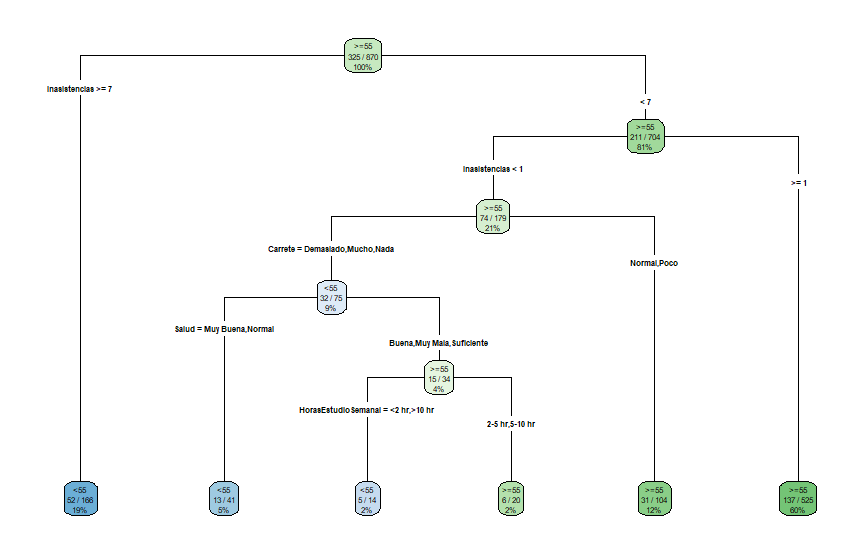 >=55
325 / 870
100%
Inasistencias >= 7
< 7
>=55
211 / 704
81%
Inasistencias < 1
>= 1
>=55
74 / 179
21%
Carrete = Demasiado,Mucho,Nada
Normal,Poco
<55
32 / 75
9%
Salud = Muy Buena,Normal
Buena,Muy Mala,Suficiente
>=55
15 / 34
4%
HorasEstudioSemanal = <2 hr,>10 hr
2-5 hr,5-10 hr
<55
52 / 166
19%
<55
13 / 41
5%
<55
5 / 14
2%
>=55
6 / 20
2%
>=55
31 / 104
12%
>=55
137 / 525
60%